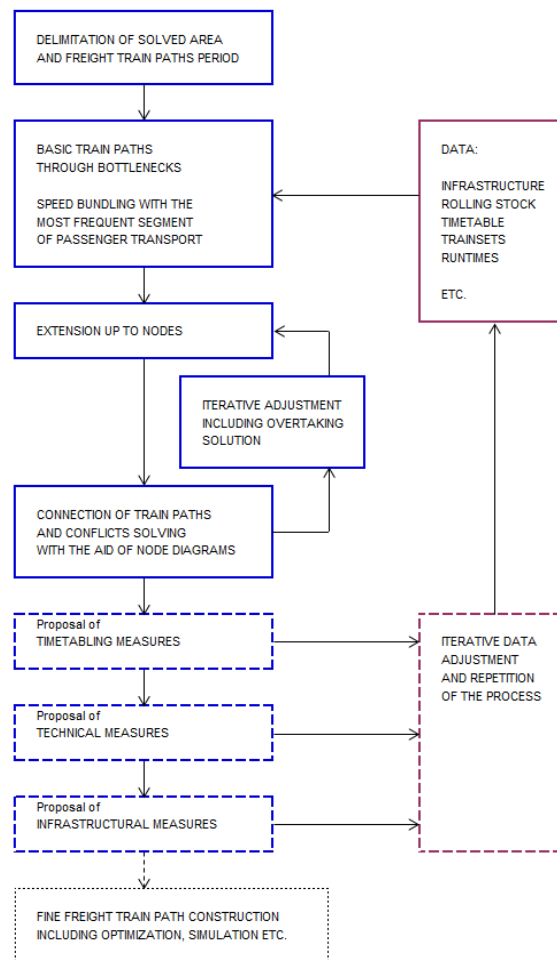 DELIMITATION OF SOLVED AREA
AND FREIGHT TRAIN PATHS PERIOD
BASIC TRAIN PATHS
THROUGH BOTTLENECKS
SPEED BUNDLING WITH THE
MOST FREQUENT SEGMENT
OF PASSENGER TRANSPORT
DATA:
INFRASTRUCTURE
ROLLING STOCK
TIMETABLE
TRAINSETS
RUNTIMES
ETC.
EXTENSION UP TO NODES
ITERATIVE ADJUSTMENT
INCLUDING OVERTAKING
SOLUTION
CONNECTION OF TRAIN PATHS
AND CONFLICTS SOLVING
WITH THE AID OF NODE DIAGRAMS
Proposal of
TIMETABLING MEASURES
ITERATIVE DATA
ADJUSTMENT
AND REPETITION
OF THE PROCESS
Proposal of
TECHNICAL MEASURES
Proposal of
INFRASTRUCTURAL MEASURES
FINE FREIGHT TRAIN PATH CONSTRUCTION
INCLUDING OPTIMIZATION, SIMULATION ETC.